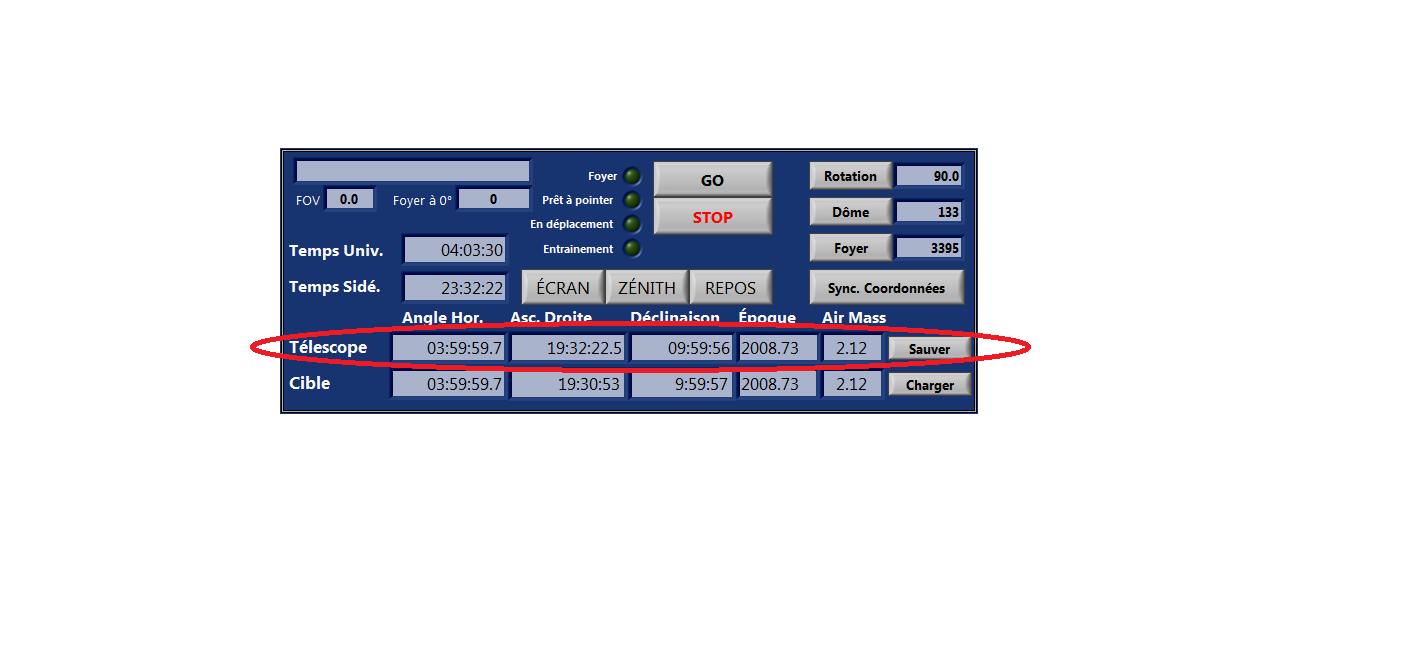 Foyer GO Rotation 90.0
FOV 0.0 Foyer à 0° 0 Prêt à pointer
STOP Dôme 133
En déplacement
Temps Univ. 04:03:30 Entrainement Foyer 3395
Temps Sidé. 23:32:22 ÉCRAN ZÉNITH REPOS Sync. Coordonnées
Angle Hor. Asc. Droite Déclinaison Époque Air Mass
Télescope 03:59:59.7 19:32:22.5 09:59:56 2008.73 2.12 Sauver
Cible 03:59:59.7 19:30:53 9:59:57 2008.73 2.12 Charger